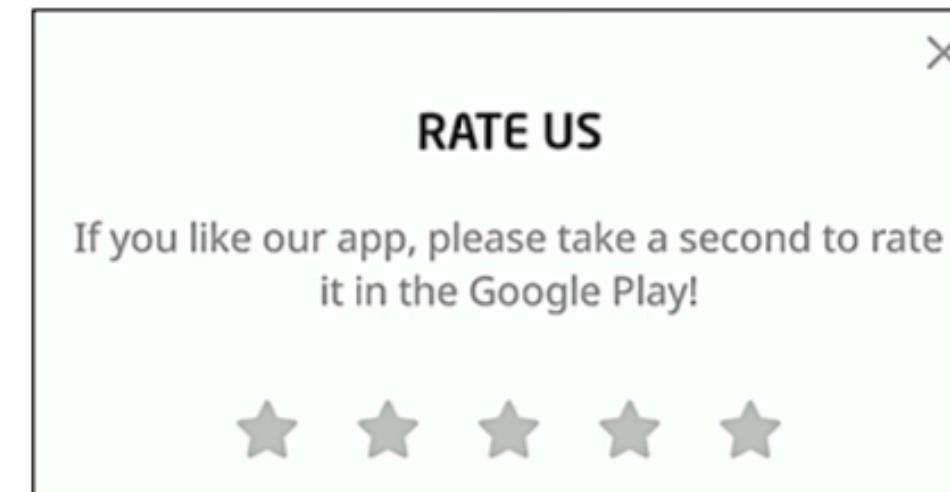 RATE US
If you like our app, please take a second to rate
it in the Google Play!